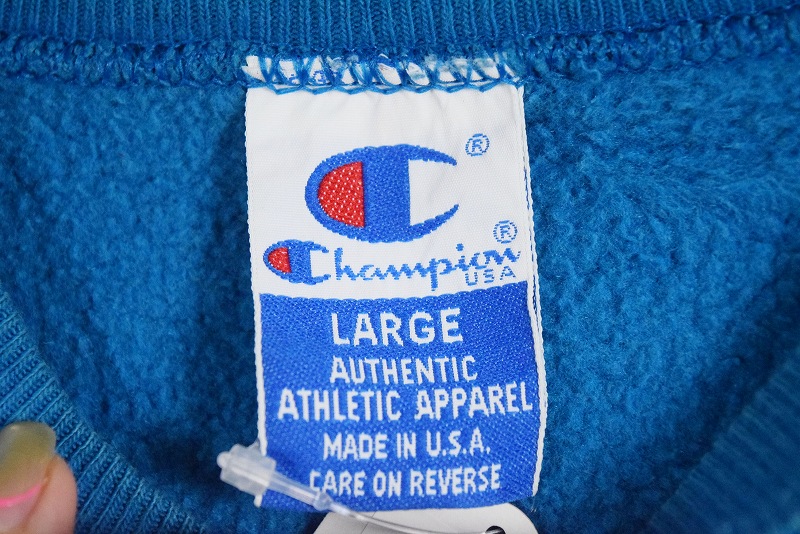 ®
Champion ®
USA
LARGE
AUTHENTIC
ATHLETIC APPAREL
MADE IN U.S.A.
CARE ON REVERSE